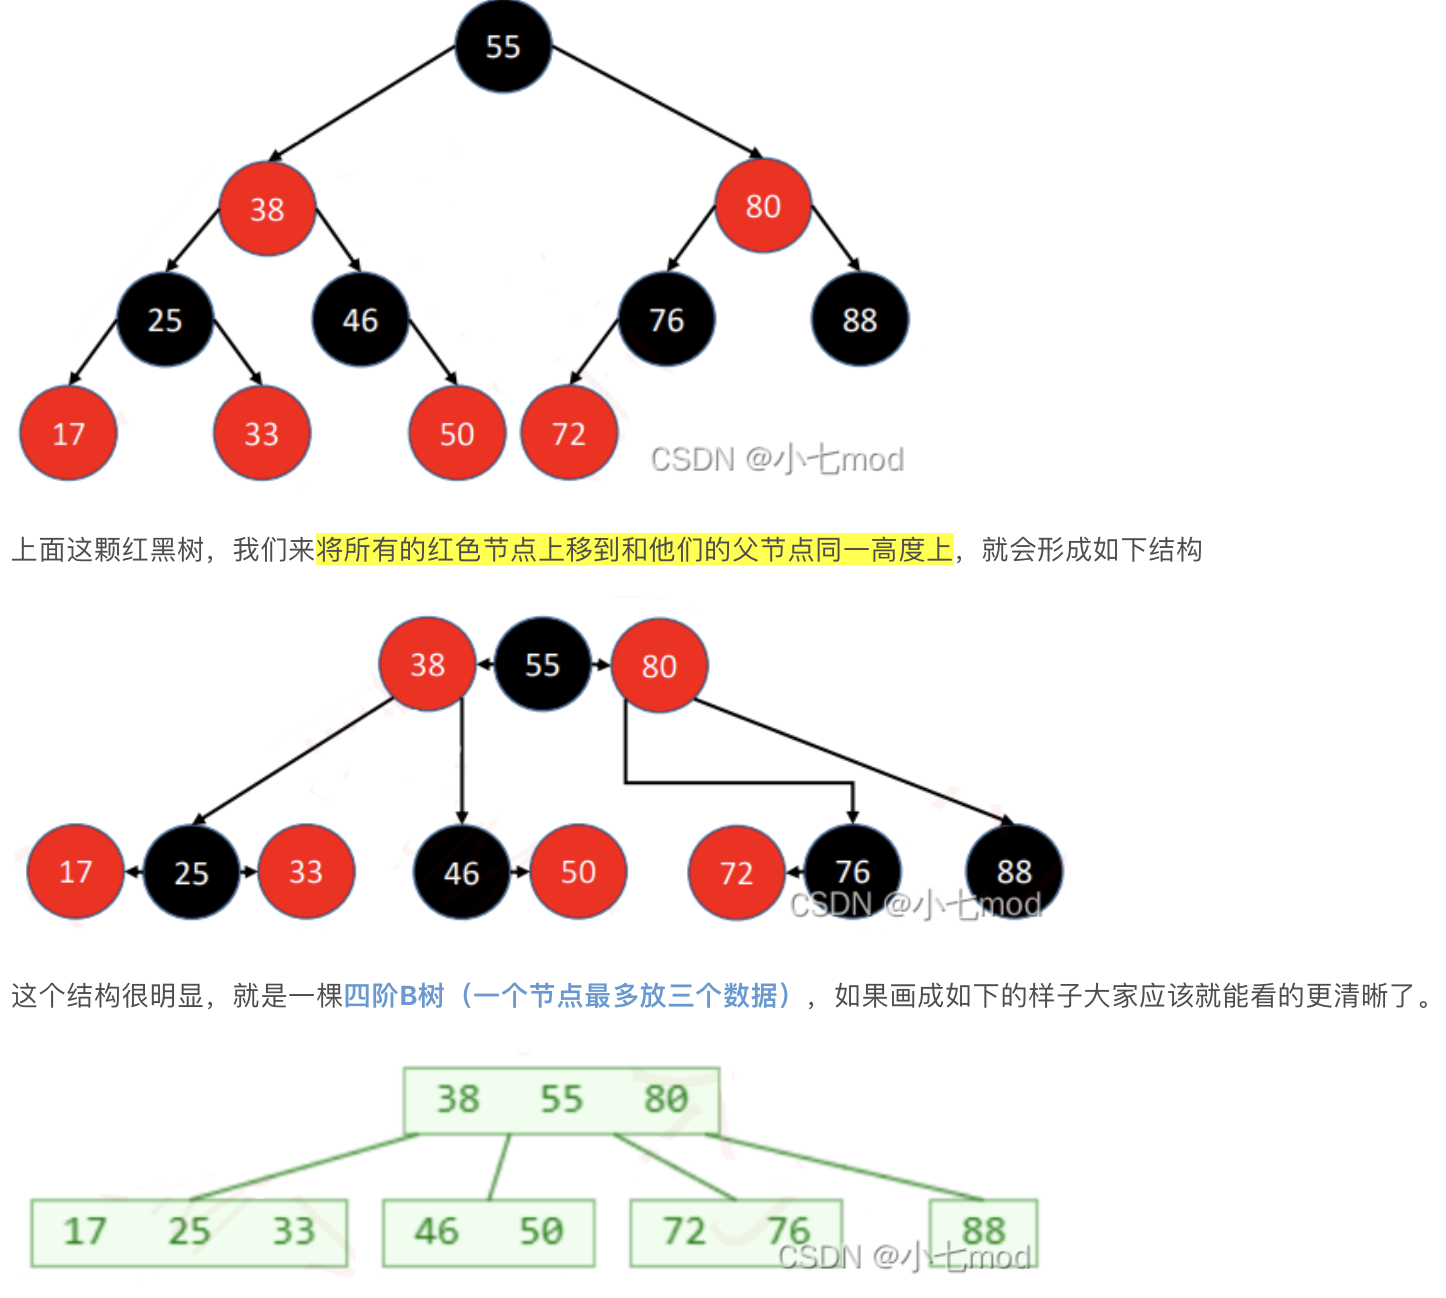 55
38 80
25 46 76 88
17 33 50 72
CSDN @小七mod
上面这颗红黑树，我们来将所有的红色节点上移到和他们的父节点同一高度上，就会形成如下结构
38 55 80
17 25 33 46 50 72 76 88
CSDN @小七mod
这个结构很明显，就是一棵四阶B树（一个节点最多放三个数据），如果画成如下的样子大家应该就能看的更清晰了。
38 55 80
17 25 33 46 50 72 76 88
CSDN @小七mod